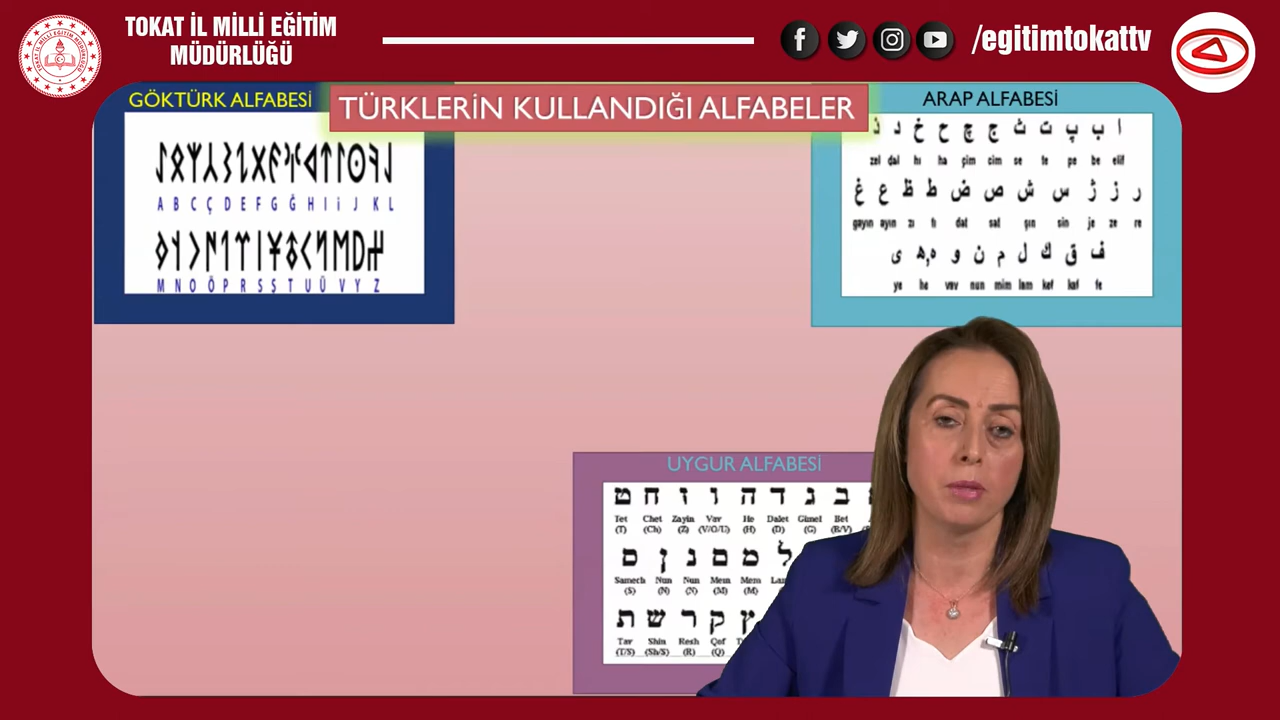 TOKAT İL MİLLİ EĞİTİM
MÜDÜRLÜĞÜ
/egitimtokattv
GÖKTÜRK ALFABESİ
TÜRKLERİN KULLANDIĞI ALFABELER
ARAP ALFABESİ
A B C Ç D E F G Ğ H I İ J K L
M N O Ö P R S Ş T U Ü V Y Z
ذ د خ ح چ ج ث ت پ ب ا
zel dal hı ha çim cim se te pe be elif
غ ع ظ ط ض ص ش س ژ ز ر
gayın ayın zı tı dat sat şın sin je ze re
ى ه,ه و ن م ل ك ق ف
ye he vav nun mim lam kef kaf fe
UYGUR ALFABESİ
ט ח ז ו ה ד ג ב
Tet Chet Zayin Vav He Dalet Gimel Bet
(T) (Ch) (Z) (V/O/U) (H) (D) (G) (B/V)
ס ן נ ם מ ל
Samech Nun Nun Mem Mem
(S) (N) (N) (M) (M)
ת ש ר ק ץ
Tav Shin Resh Qof
(T/S) (Sh/S) (R) (Q)